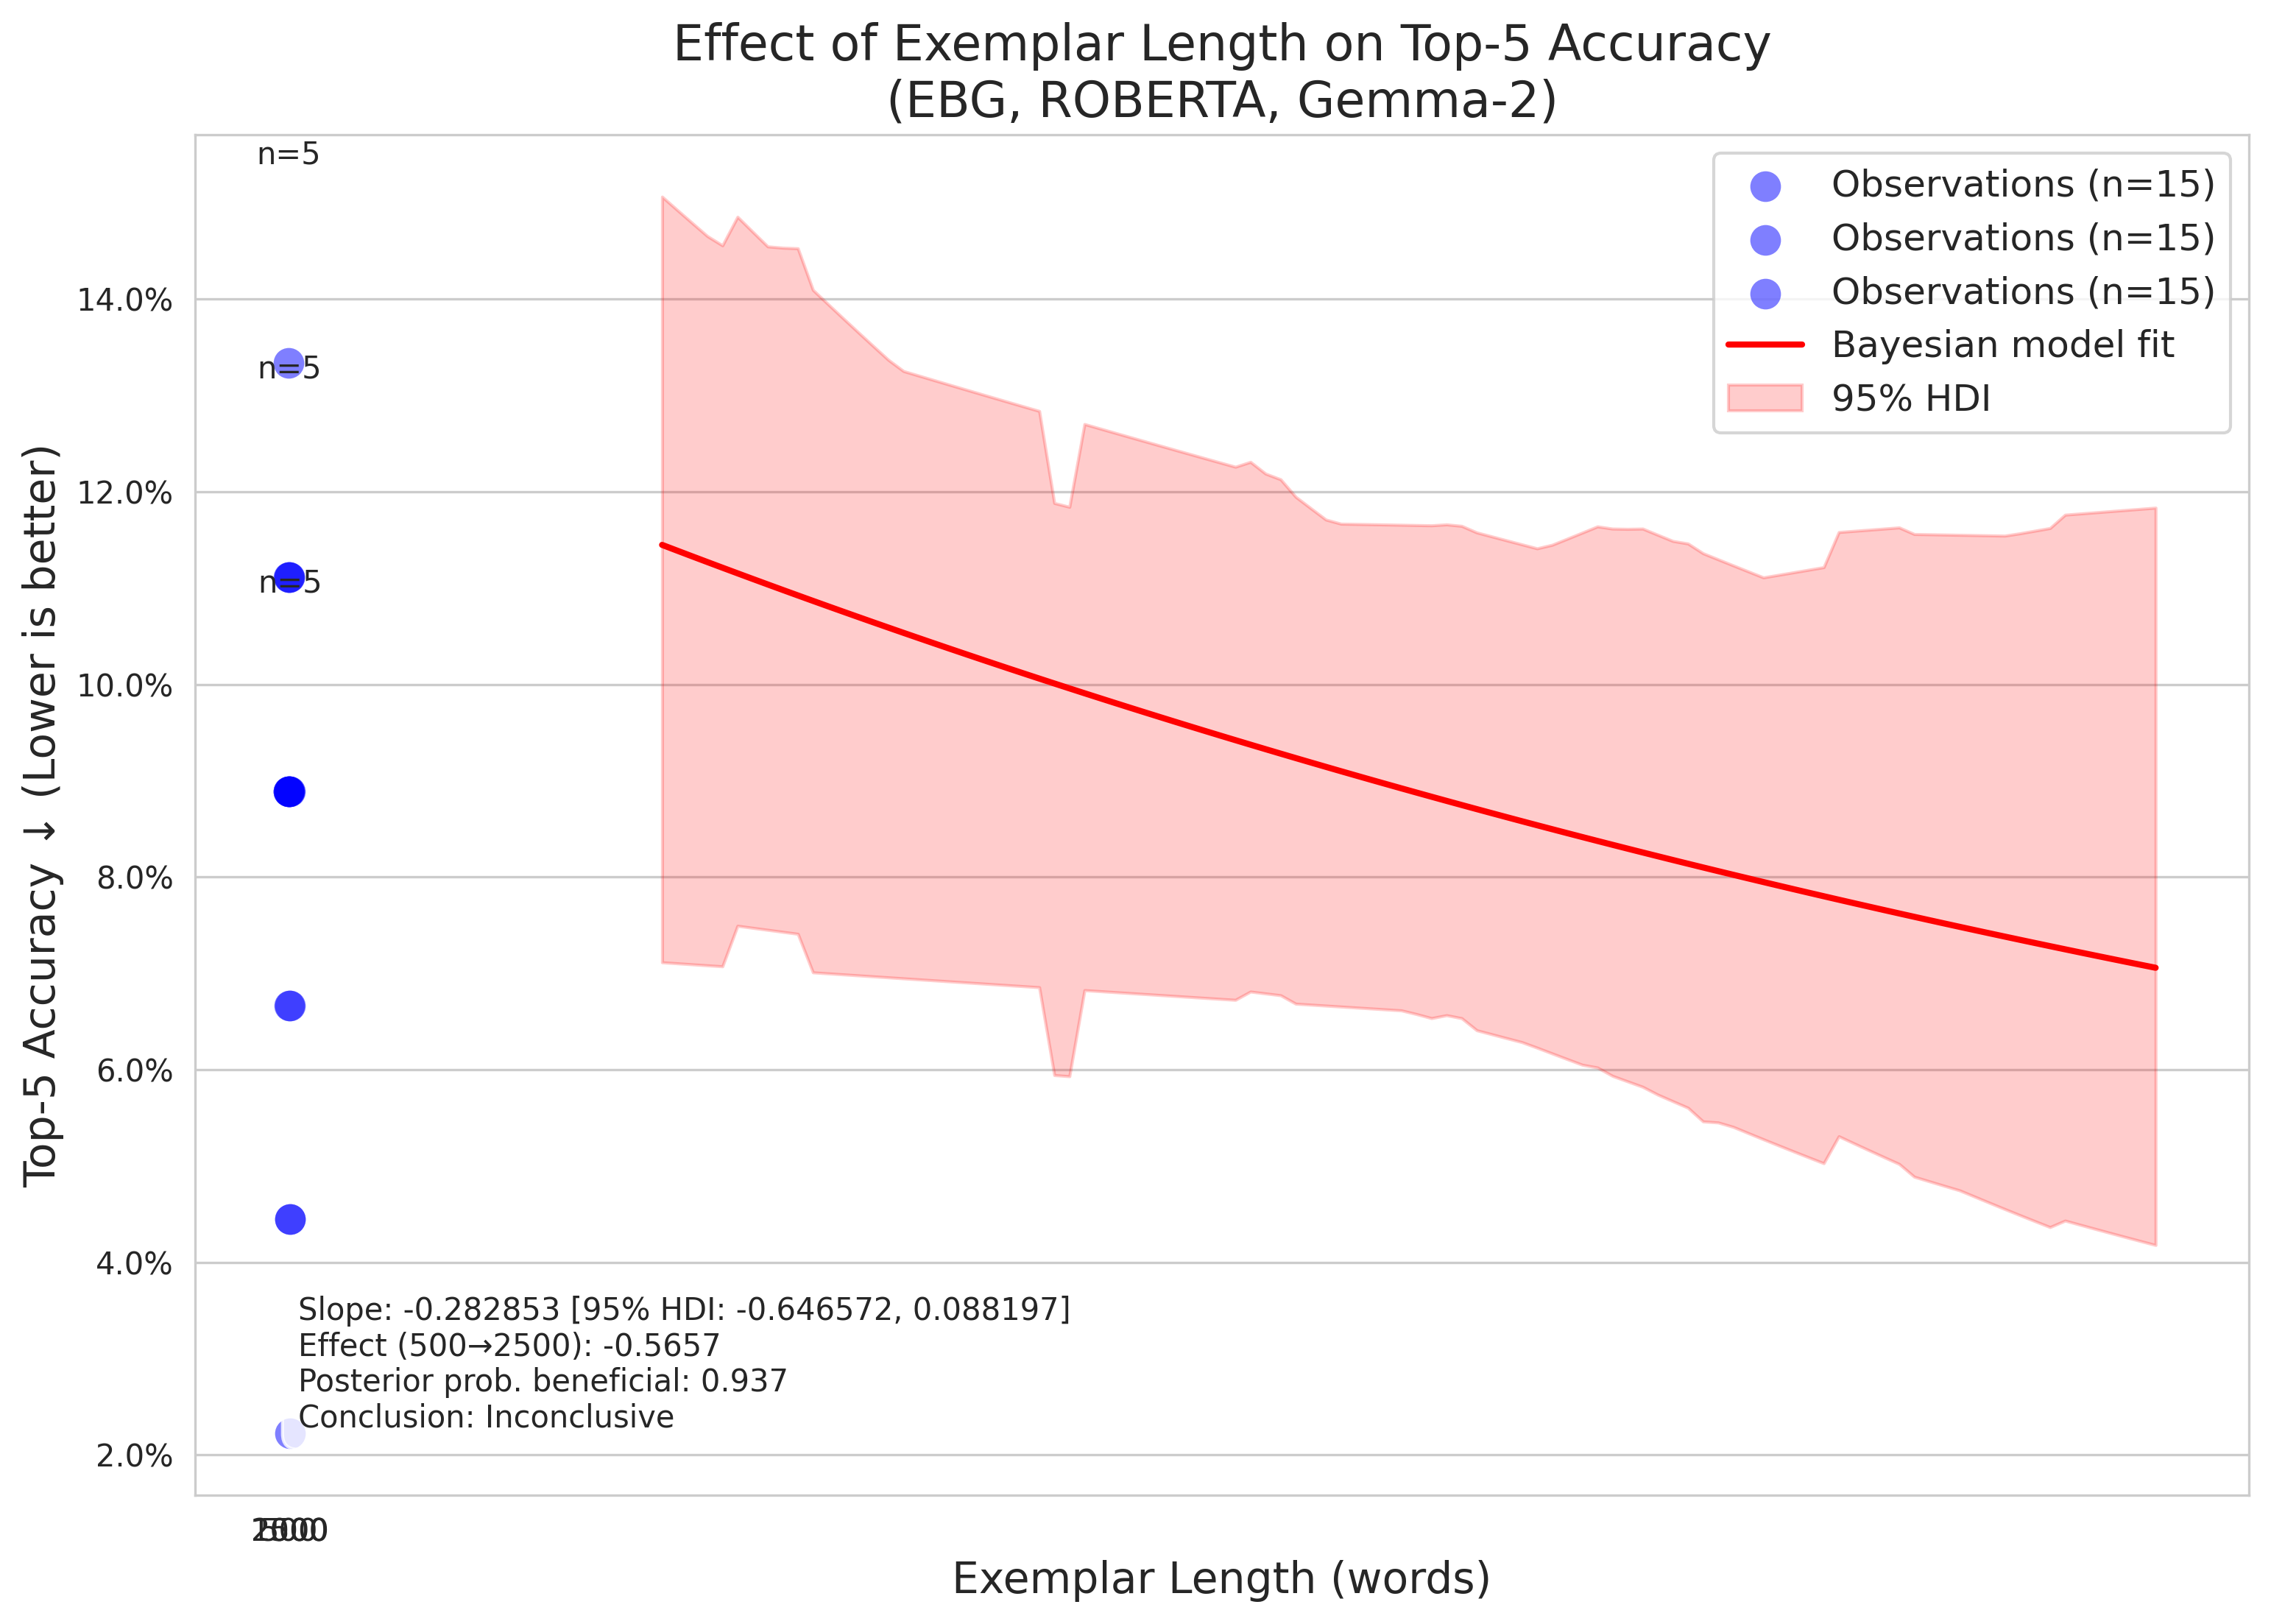 Effect of Exemplar Length on Top-5 Accuracy
(EBG, ROBERTA, Gemma-2)
n=5
Observations (n=15)
Observations (n=15)
Observations (n=15)
Bayesian model fit
95% HDI
14.0%
n=5
12.0%
n=5
10.0%
8.0%
6.0%
4.0%
2.0%
Top-5 Accuracy ↓ (Lower is better)
Slope: -0.282853 [95% HDI: -0.646572, 0.088197]
Effect (500→2500): -0.5657
Posterior prob. beneficial: 0.937
Conclusion: Inconclusive
Exemplar Length (words)